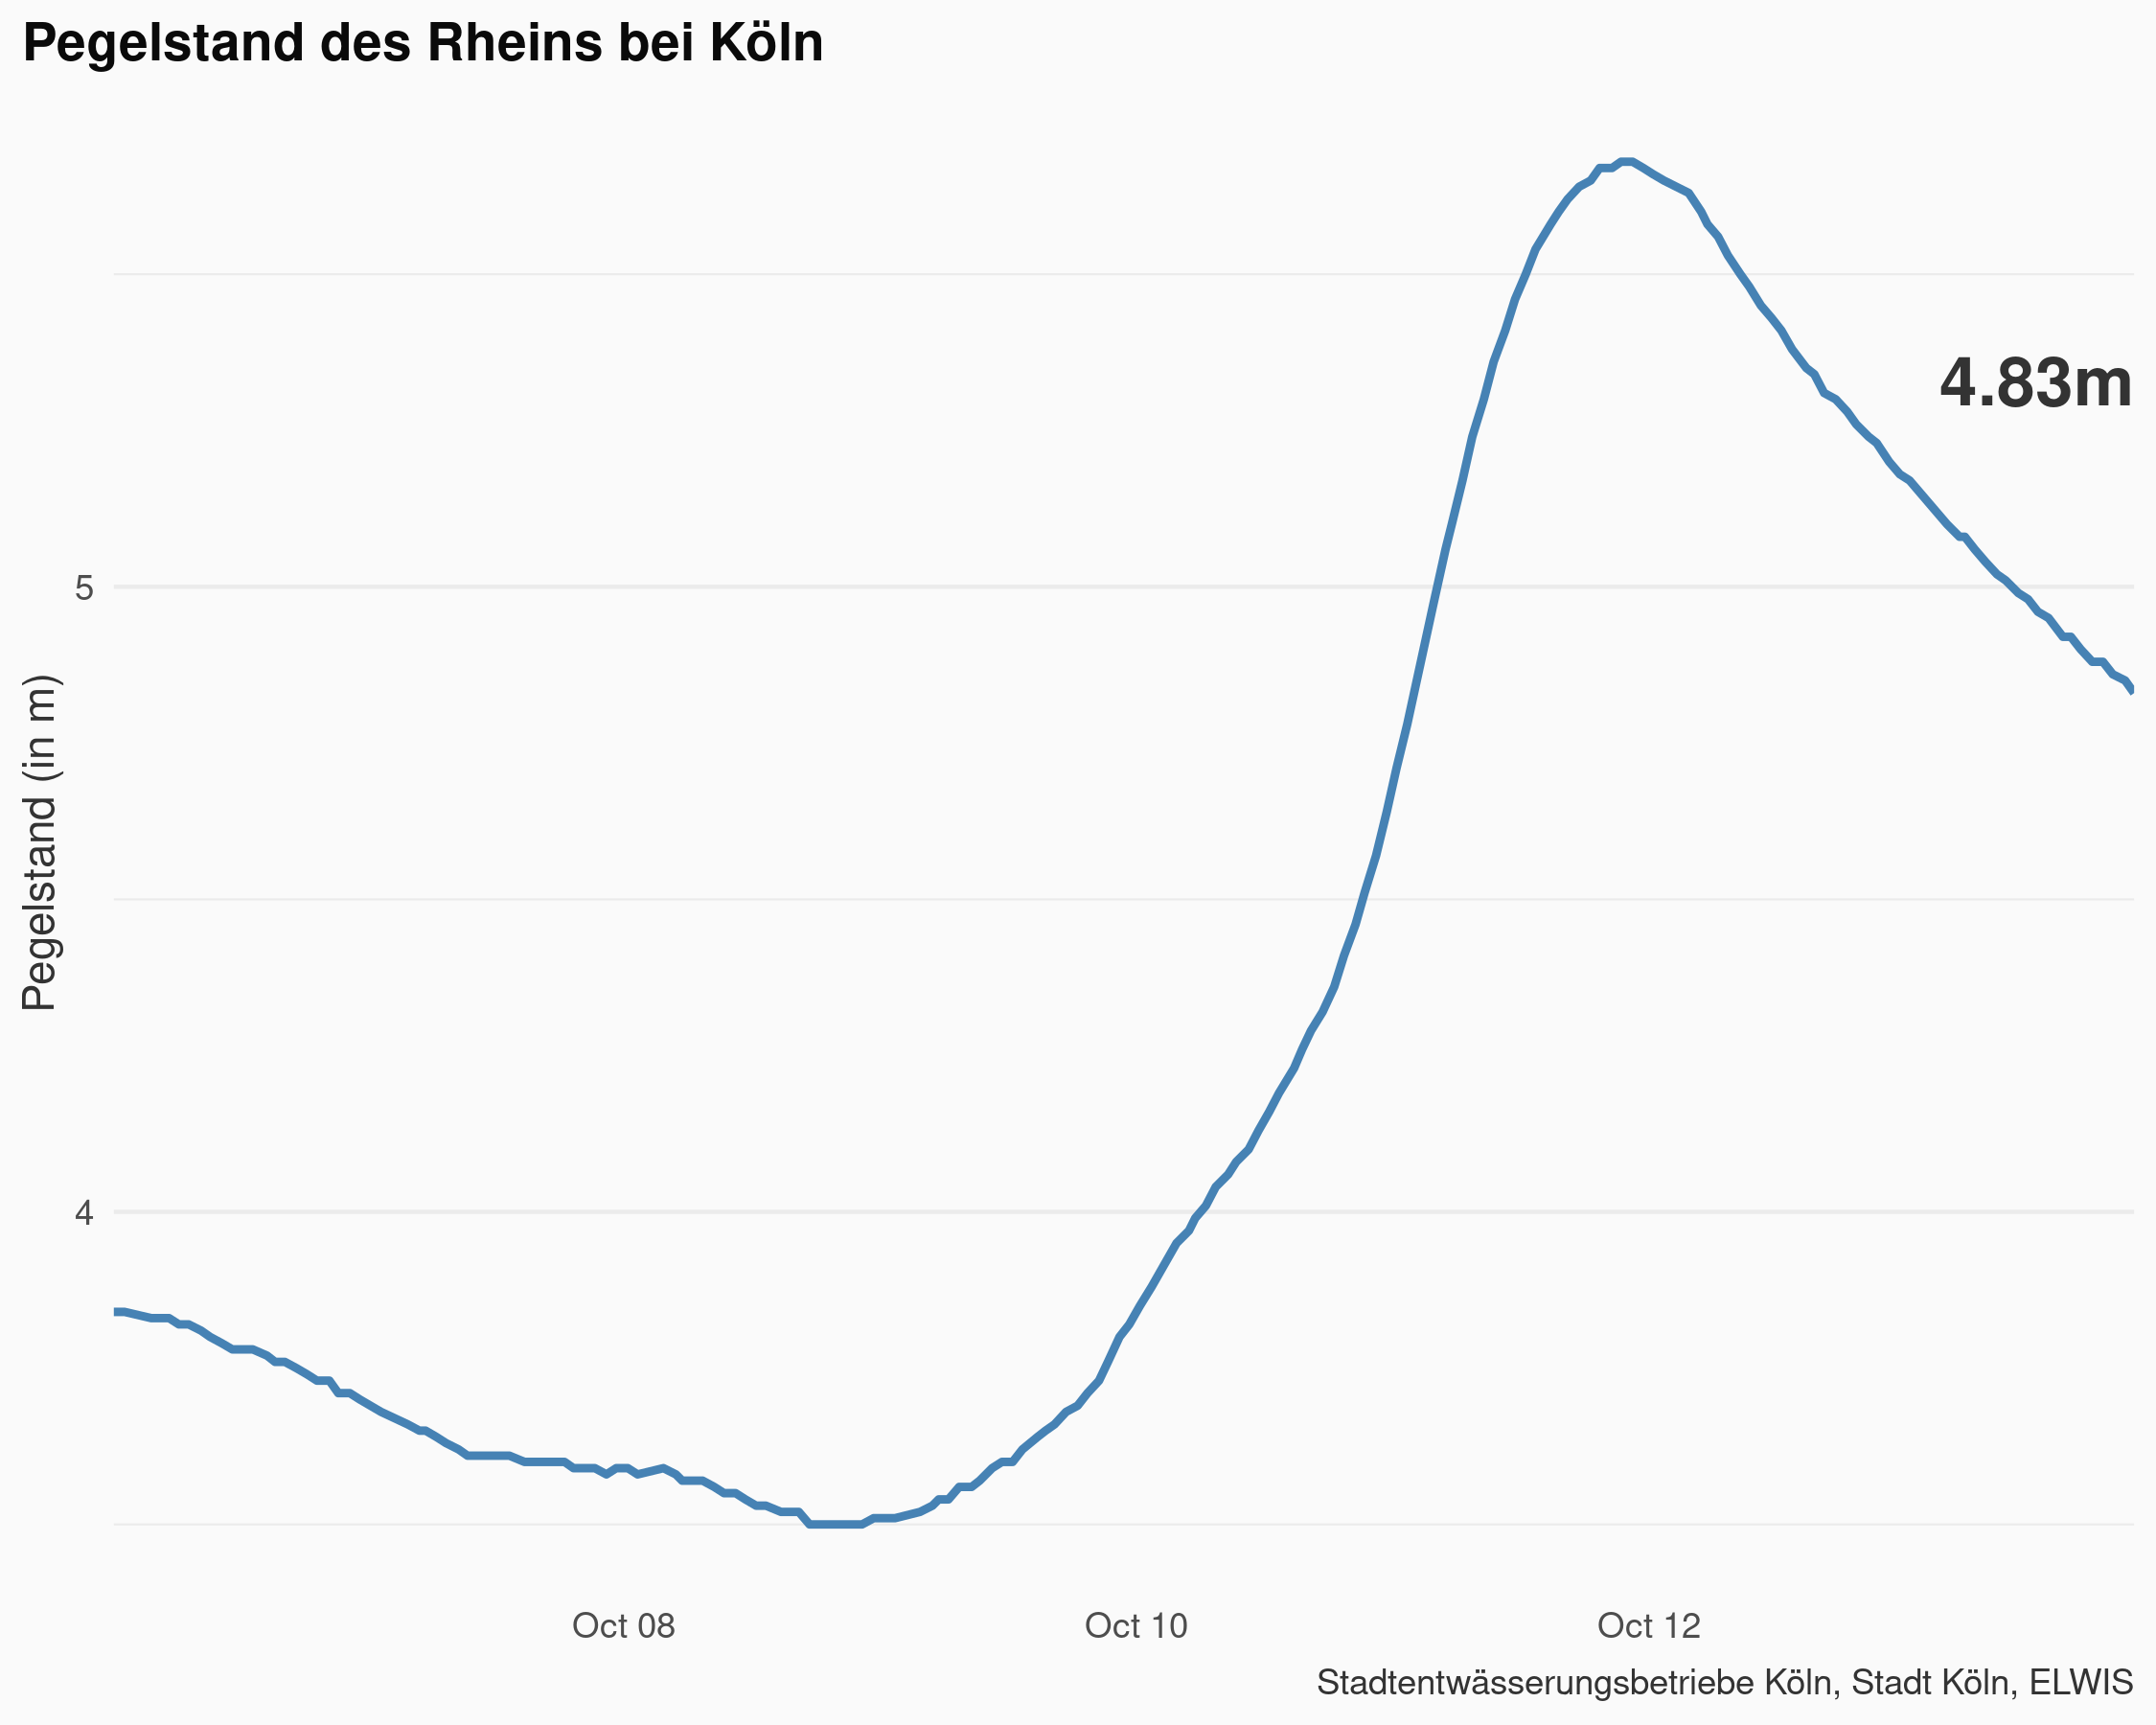 Pegelstand des Rheins bei Köln
4.83m
5
Pegelstand (in m)
4
Oct 08
Oct 10
Oct 12
Stadtentwässerungsbetriebe Köln, Stadt Köln, ELWIS